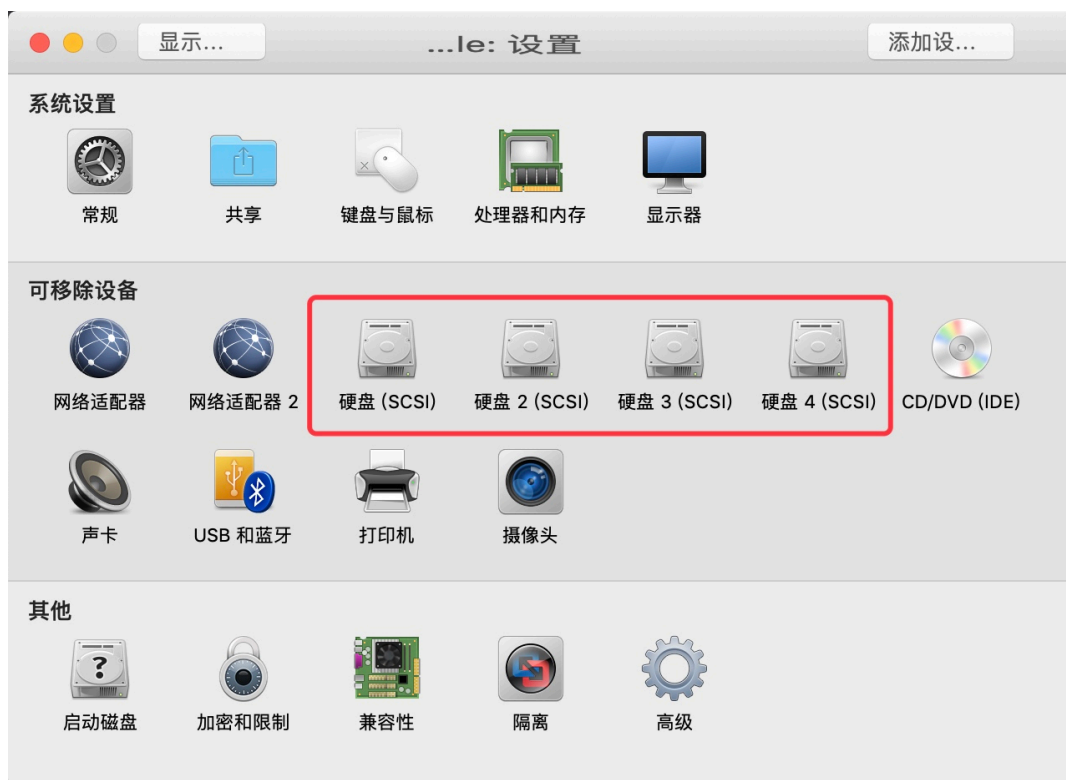 显示... ...le: 设置 添加设...
系统设置
常规 共享 键盘与鼠标 处理器和内存 显示器
可移除设备
网络适配器 网络适配器 2 硬盘 (SCSI) 硬盘 2 (SCSI) 硬盘 3 (SCSI) 硬盘 4 (SCSI) CD/DVD (IDE)
声卡 USB 和蓝牙 打印机 摄像头
其他
启动磁盘 加密和限制 兼容性 隔离 高级